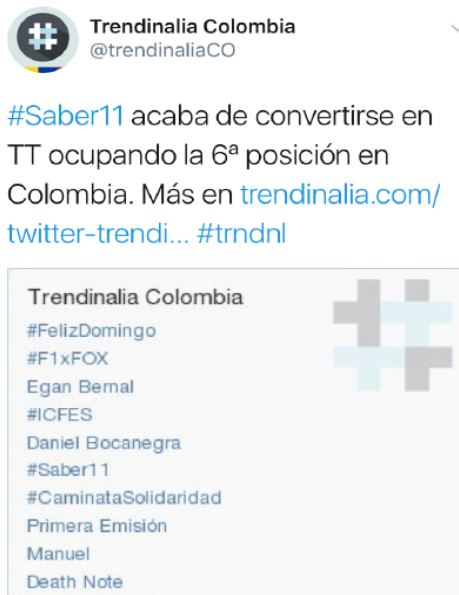 Trendinalia Colombia
@trendinaliaCO
#Saber11 acaba de convertirse en
TT ocupando la 6ª posición en
Colombia. Más en trendinalia.com/
twitter-trendi... #trndnl
Trendinalia Colombia
#FelizDomingo
#F1xFOX
Egan Bernal
#ICFES
Daniel Bocanegra
#Saber11
#CaminataSolidaridad
Primera Emisión
Manuel
Death Note